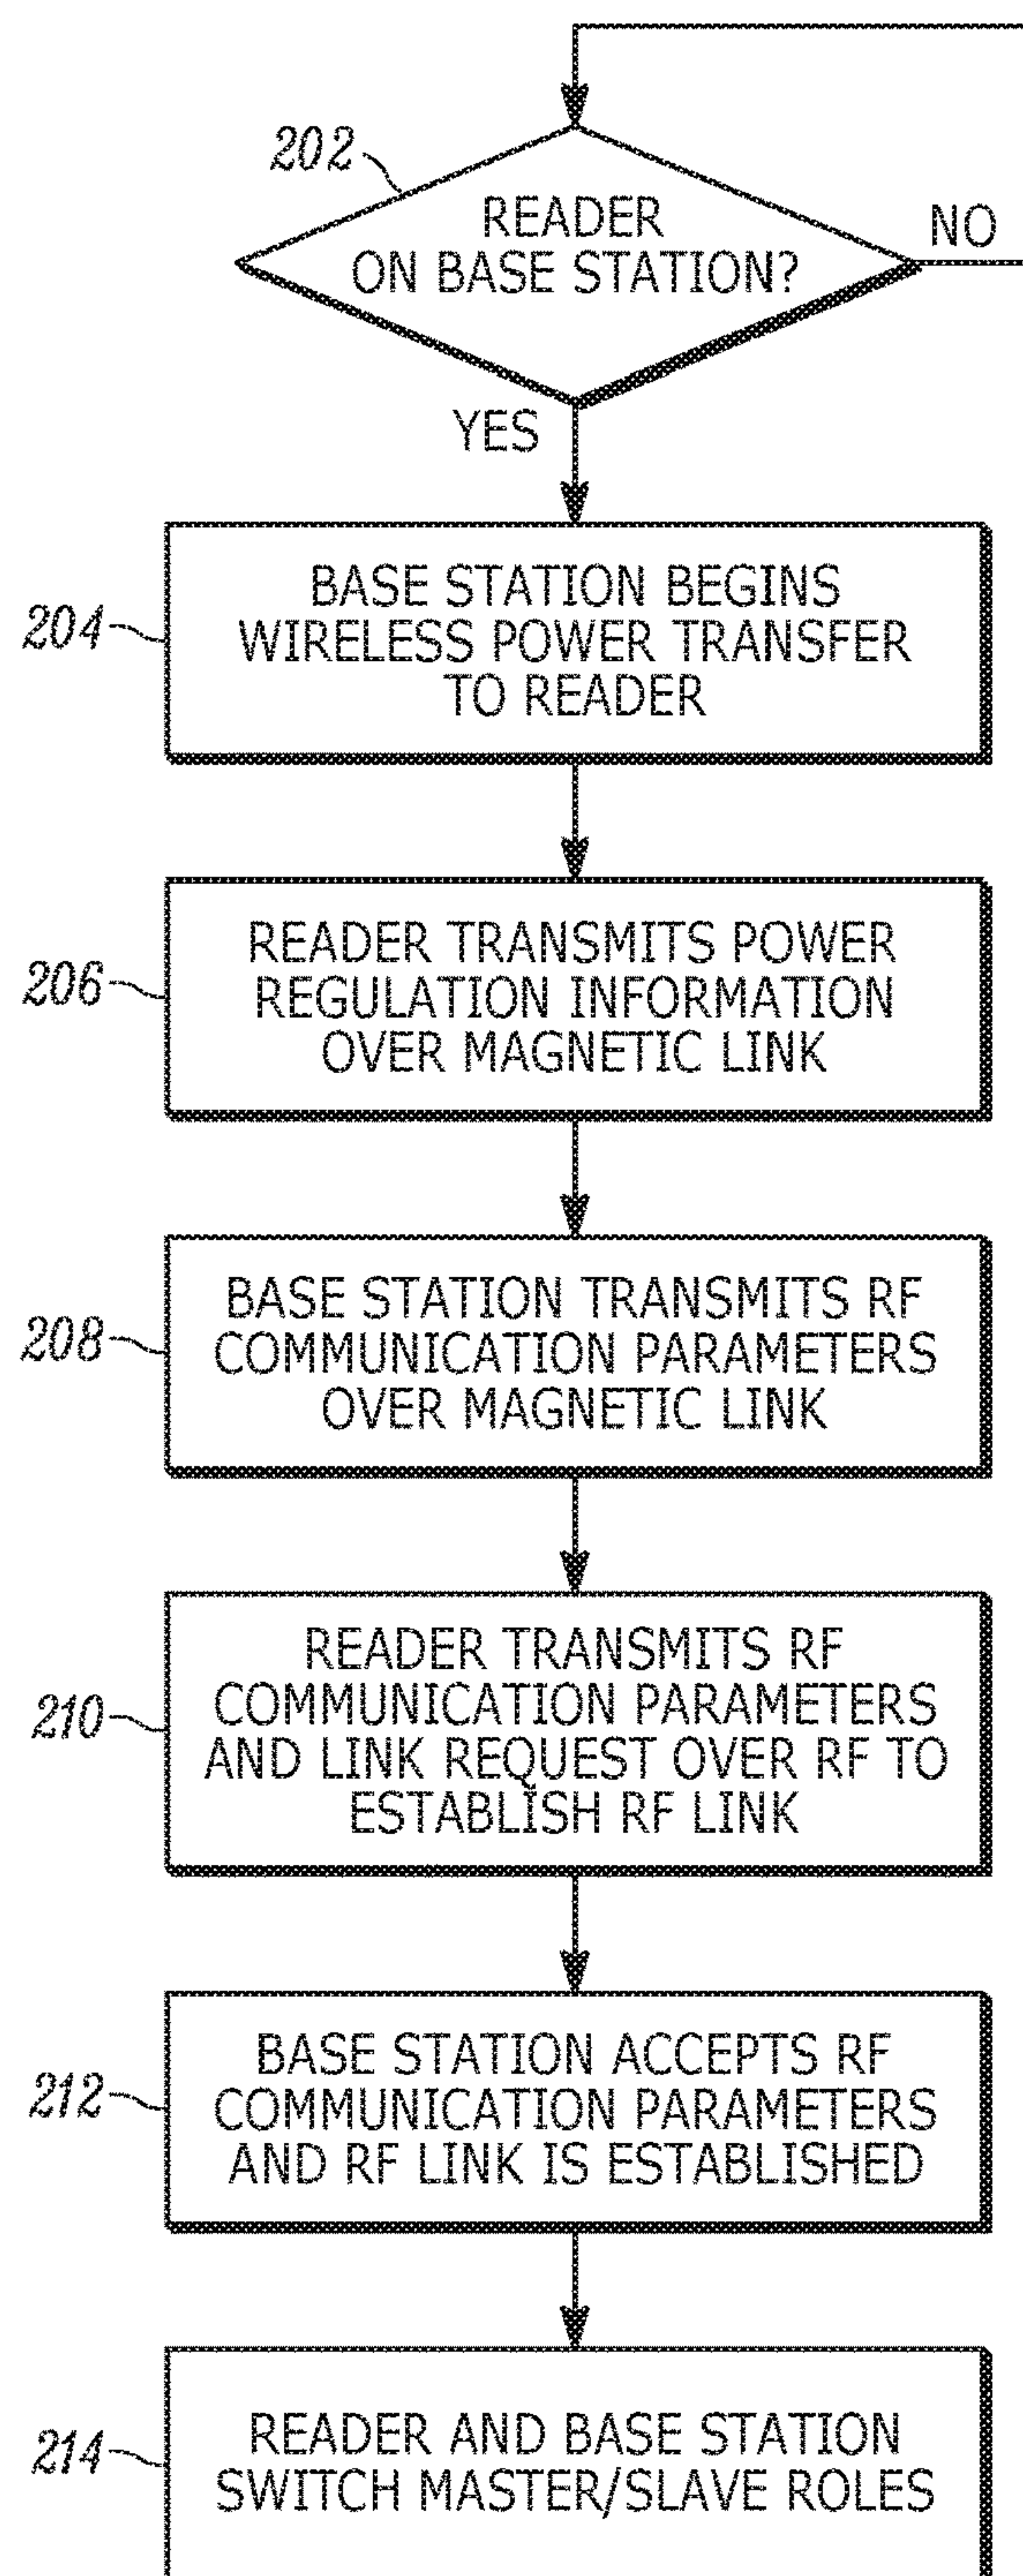 202
READER
ON BASE STATION?
NO
YES
204
BASE STATION BEGINS
WIRELESS POWER TRANSFER
TO READER
206
READER TRANSMITS POWER
REGULATION INFORMATION
OVER MAGNETIC LINK
208
BASE STATION TRANSMITS RF
COMMUNICATION PARAMETERS
OVER MAGNETIC LINK
210
READER TRANSMITS RF
COMMUNICATION PARAMETERS
AND LINK REQUEST OVER RF TO
ESTABLISH RF LINK
212
BASE STATION ACCEPTS RF
COMMUNICATION PARAMETERS
AND RF LINK IS ESTABLISHED
214
READER AND BASE STATION
SWITCH MASTER/SLAVE ROLES